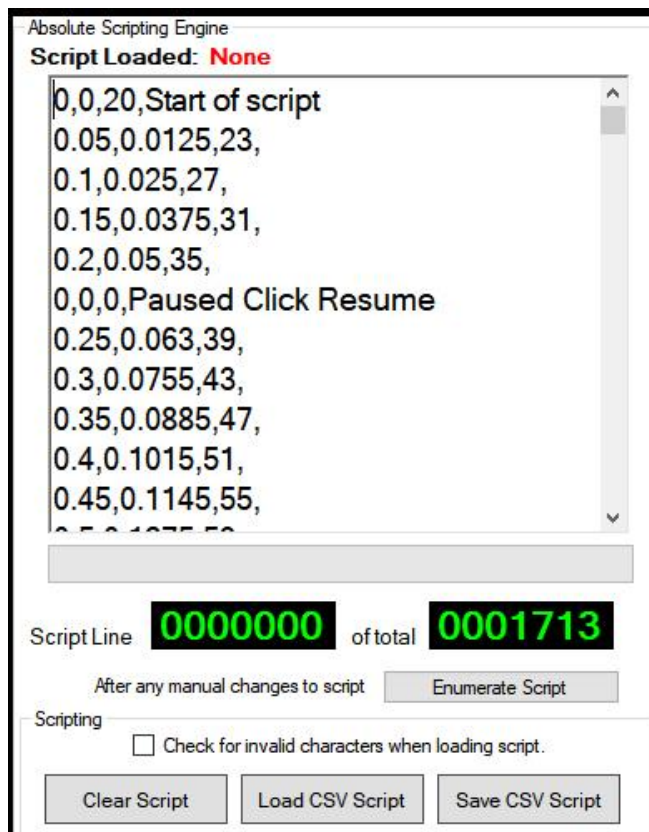 Absolute Scripting Engine
Script Loaded: None
0,0,20,Start of script
0.05,0.0125,23,
0.1,0.025,27,
0.15,0.0375,31,
0.2,0.05,35,
0,0,0,Paused Click Resume
0.25,0.063,39,
0.3,0.0755,43,
0.35,0.0885,47,
0.4,0.1015,51,
0.45,0.1145,55,
Script Line 0000000 of total 0001713
After any manual changes to script Enumerate Script
Scripting
Check for invalid characters when loading script.
Clear Script Load CSV Script Save CSV Script